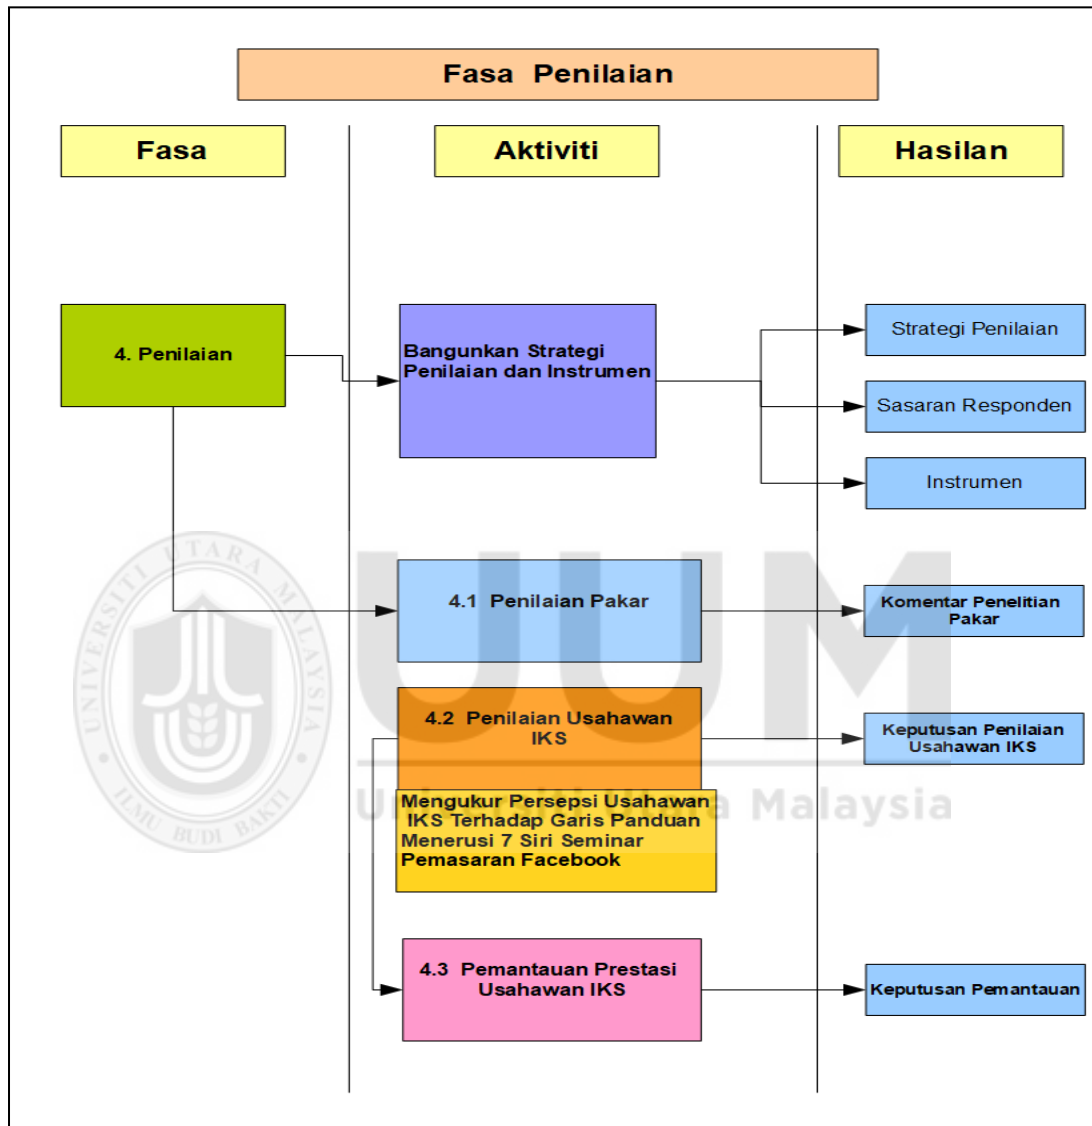 Fasa Penilaian
Fasa
Aktiviti
Hasilan
4. Penilaian
Bangunkan Strategi
Penilaian dan Instrumen
Strategi Penilaian
Sasaran Responden
Instrumen
4.1 Penilaian Pakar
Komentar Penelitian
Pakar
4.2 Penilaian Usahawan
IKS
Keputusan Penilaian
Usahawan IKS
Mengukur Persepsi Usahawan
IKS Terhadap Garis Panduan
Menerusi 7 Siri Seminar
Pemasaran Facebook
4.3 Pemantauan Prestasi
Usahawan IKS
Keputusan Pemantauan
UNIVERSITI UTARA MALAYSIA
ILMU BUDI BAKTI
UUM
Universiti Utara Malaysia